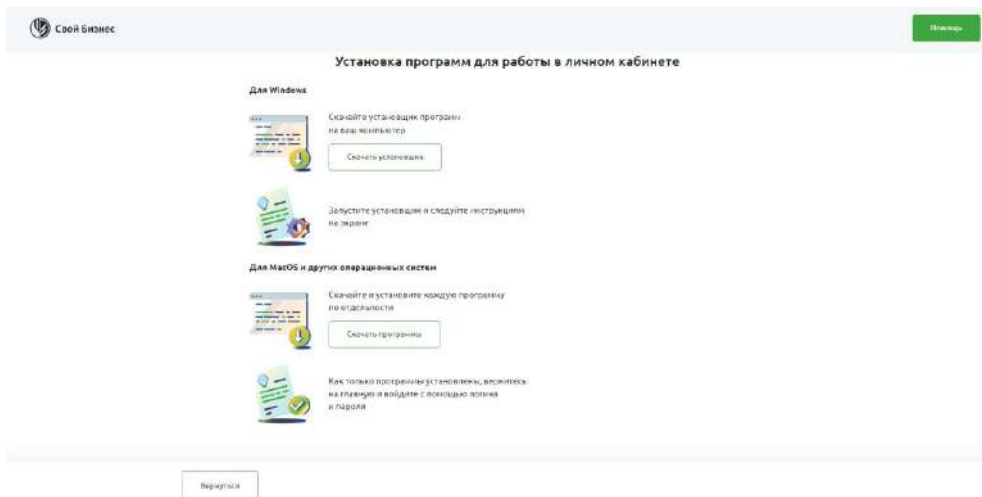 Свой Бизнес
Помощь
Установка программ для работы в личном кабинете
Для Windows
Скачайте установщик программ
на ваш компьютер
Скачать установщик
Запустите установщик и следуйте инструкциям
на экране
Для MacOS и других операционных систем
Скачайте и установите каждую программу
по отдельности
Скачать программы
Как только программы установлены, вернитесь
на главную и войдите с помощью логина
и пароля
Вернуться